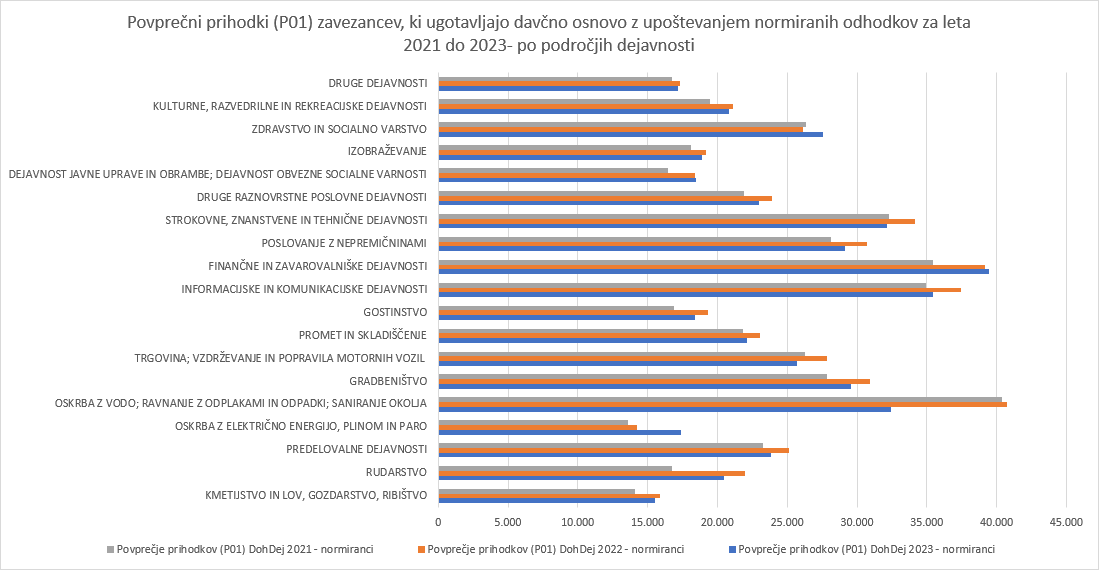 Povprečni prihodki (P01) zavezancev, ki ugotavljajo davčno osnovo z upoštevanjem normiranih odhodkov za leta
2021 do 2023- po področjih dejavnosti
DRUGE DEJAVNOSTI
KULTURNE, RAZVEDRILNE IN REKREACIJSKE DEJAVNOSTI
ZDRAVSTVO IN SOCIALNO VARSTVO
IZOBRAŽEVANJE
DEJAVNOST JAVNE UPRAVE IN OBRAMBE; DEJAVNOST OBVEZNE SOCIALNE VARNOSTI
DRUGE RAZNOVRSTNE POSLOVNE DEJAVNOSTI
STROKOVNE, ZNANSTVENE IN TEHNIČNE DEJAVNOSTI
POSLOVANJE Z NEPREMIČNINAMI
FINANČNE IN ZAVAROVALNIŠKE DEJAVNOSTI
INFORMACIJSKE IN KOMUNIKACIJSKE DEJAVNOSTI
GOSTINSTVO
PROMET IN SKLADIŠČENJE
TRGOVINA; VZDRŽEVANJE IN POPRAVILA MOTORNIH VOZIL
GRADBENIŠTVO
OSKRBA Z VODO; RAVNANJE Z ODPLAKAMI IN ODPADKI; SANIRANJE OKOLJA
OSKRBA Z ELEKTRIČNO ENERGIJO, PLINOM IN PARO
PREDELOVALNE DEJAVNOSTI
RUDARSTVO
KMETIJSTVO IN LOV, GOZDARSTVO, RIBIŠTVO
0 5.000 10.000 15.000 20.000 25.000 30.000 35.000 40.000 45.000
Povprečje prihodkov (P01) DohDej 2021 - normiranci Povprečje prihodkov (P01) DohDej 2022 - normiranci Povprečje prihodkov (P01) DohDej 2023 - normiranci